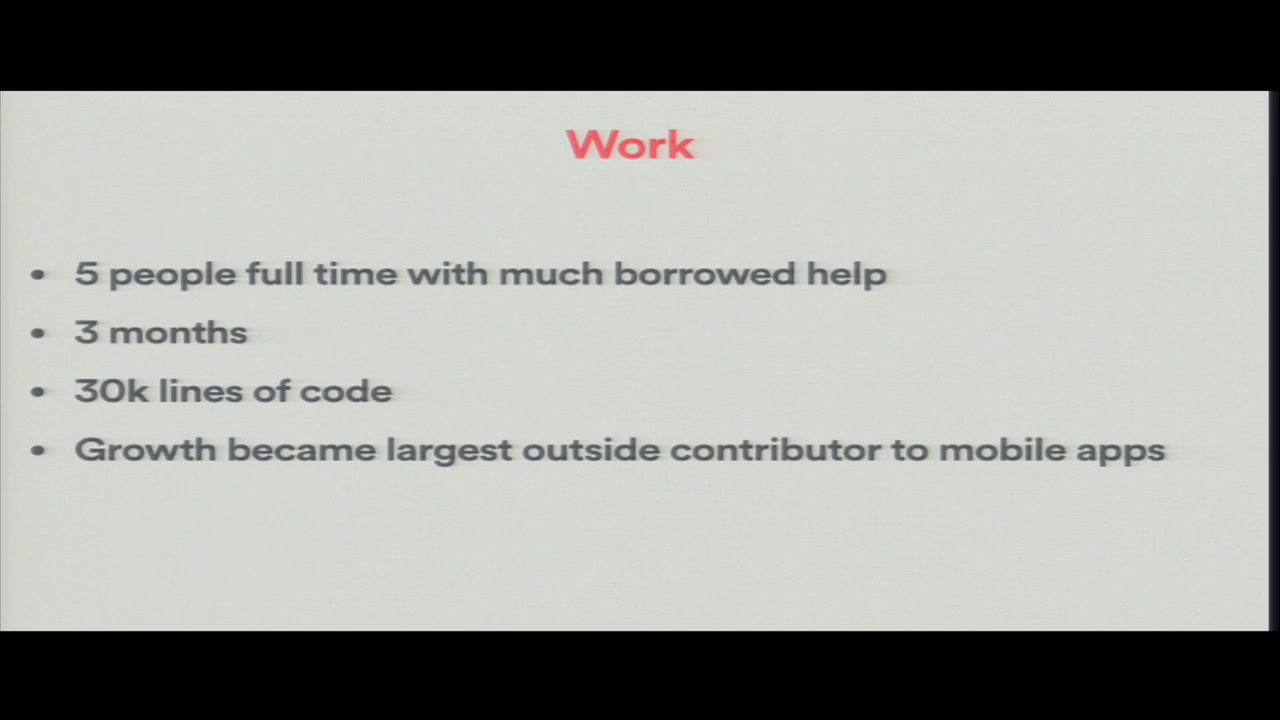 Work
• 5 people full time with much borrowed help
• 3 months
• 30k lines of code
• Growth became largest outside contributor to mobile apps